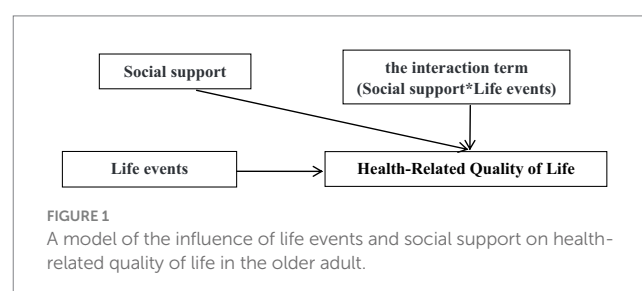 Social support
the interaction term
(Social support*Life events)
Life events
Health-Related Quality of Life
FIGURE 1
A model of the influence of life events and social support on health-
related quality of life in the older adult.